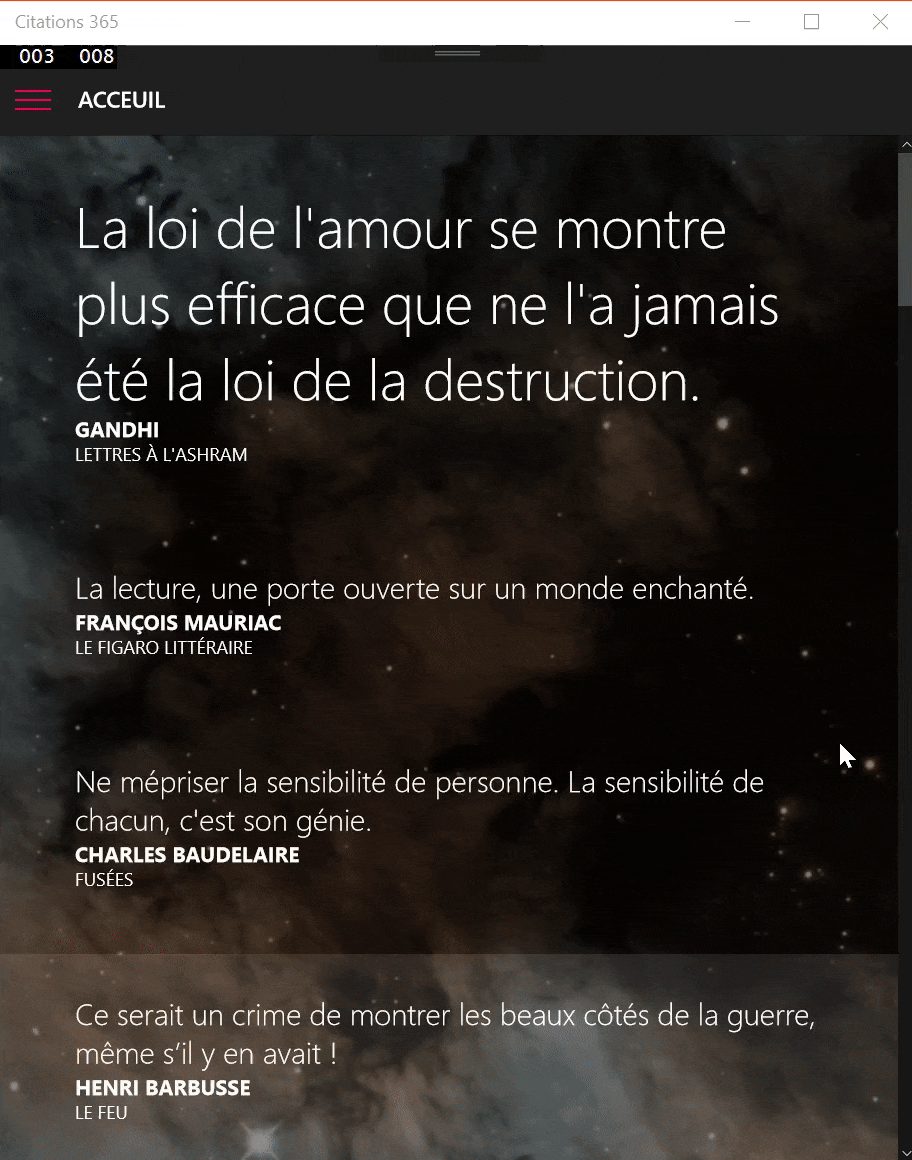 Citations 365
003 008
ACCEUIL
La loi de l'amour se montre
plus efficace que ne l'a jamais
été la loi de la destruction.
GANDHI
LETTRES À L'ASHRAM
La lecture, une porte ouverte sur un monde enchanté.
FRANÇOIS MAURIAC
LE FIGARO LITTÉRAIRE
Ne mépriser la sensibilité de personne. La sensibilité de
chacun, c'est son génie.
CHARLES BAUDELAIRE
FUSÉES
Ce serait un crime de montrer les beaux côtés de la guerre,
même s’il y en avait !
HENRI BARBUSSE
LE FEU